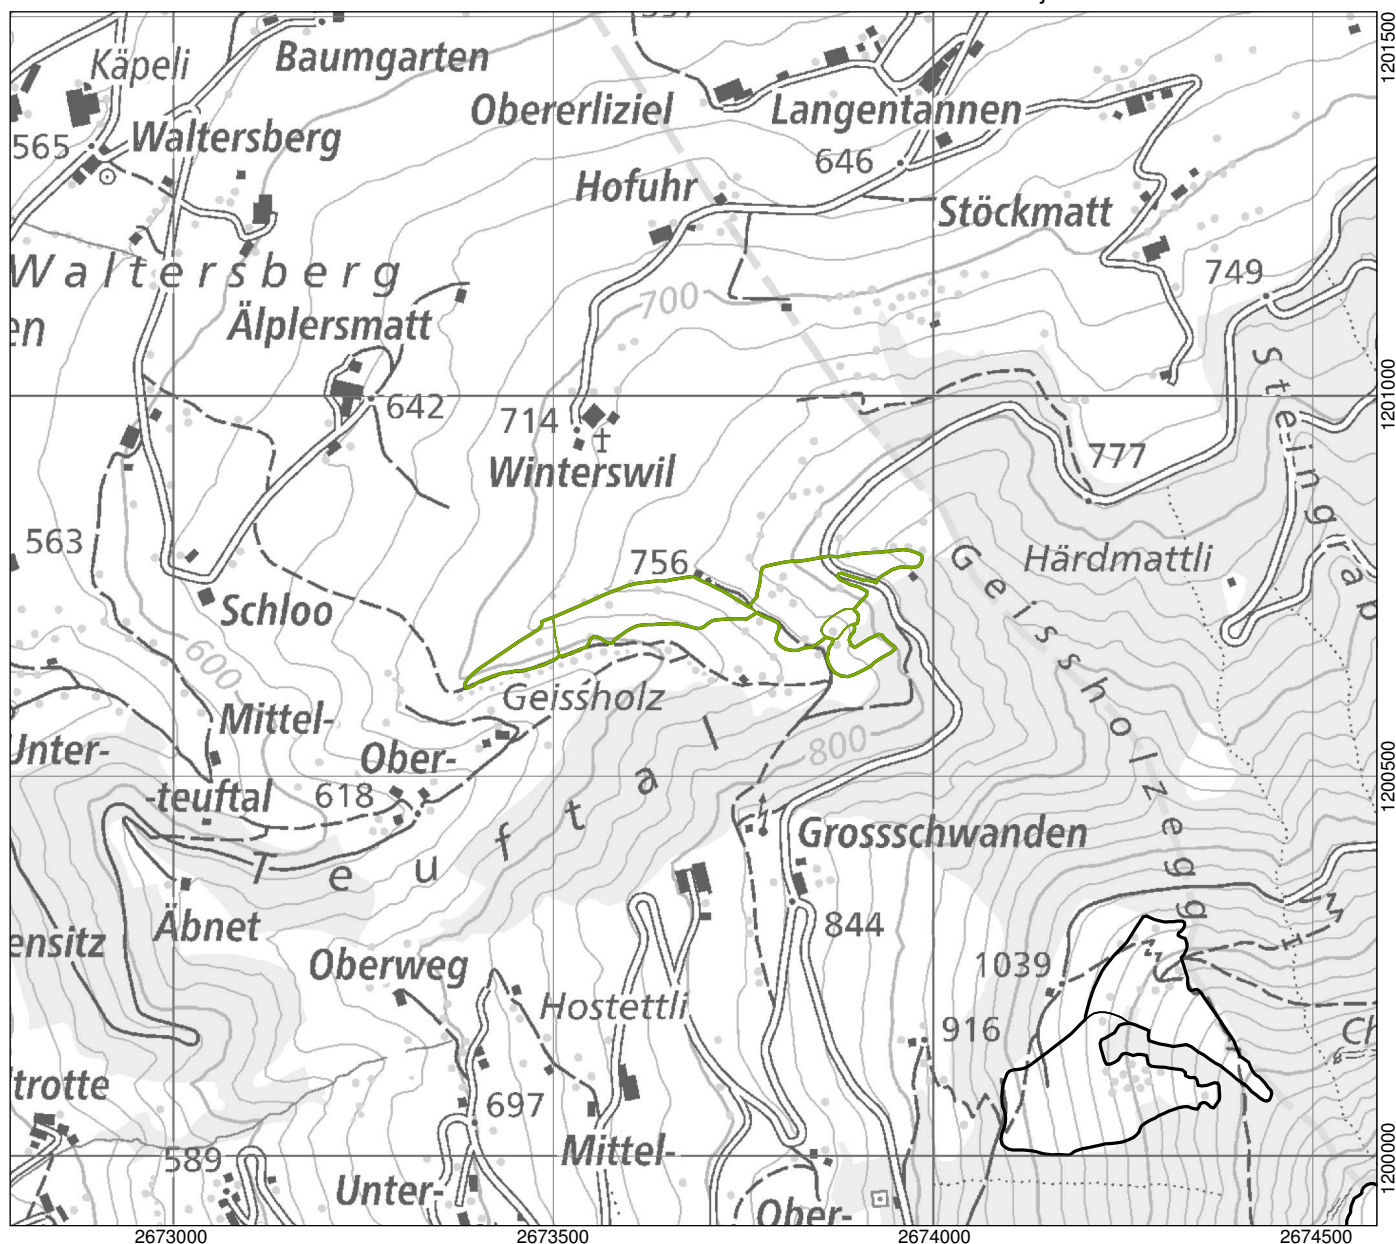 Käpeli
Baumgarten
Obererliziel
Langentannen
565
Waltersberg
646
Hofuhr
Stöckmatt
Waltersberg
749
en
Älplersmatt
700
642
714
Winterswil
777
563
756
Härdmattli
Schloo
Steingrab
600
Geissholz
Geissholzegg
Mittel-
Unter-
Ober-
-teuftal
618
800
Teuftal
Grossschwanden
Äbnet
ensitz
844
Oberweg
1039
Hostettli
916
Ch
ltrotte
697
589
Mittel-
Unter-
Ober-
2673000
2673500
2674000
2674500
1201500
1201000
1200500
1200000